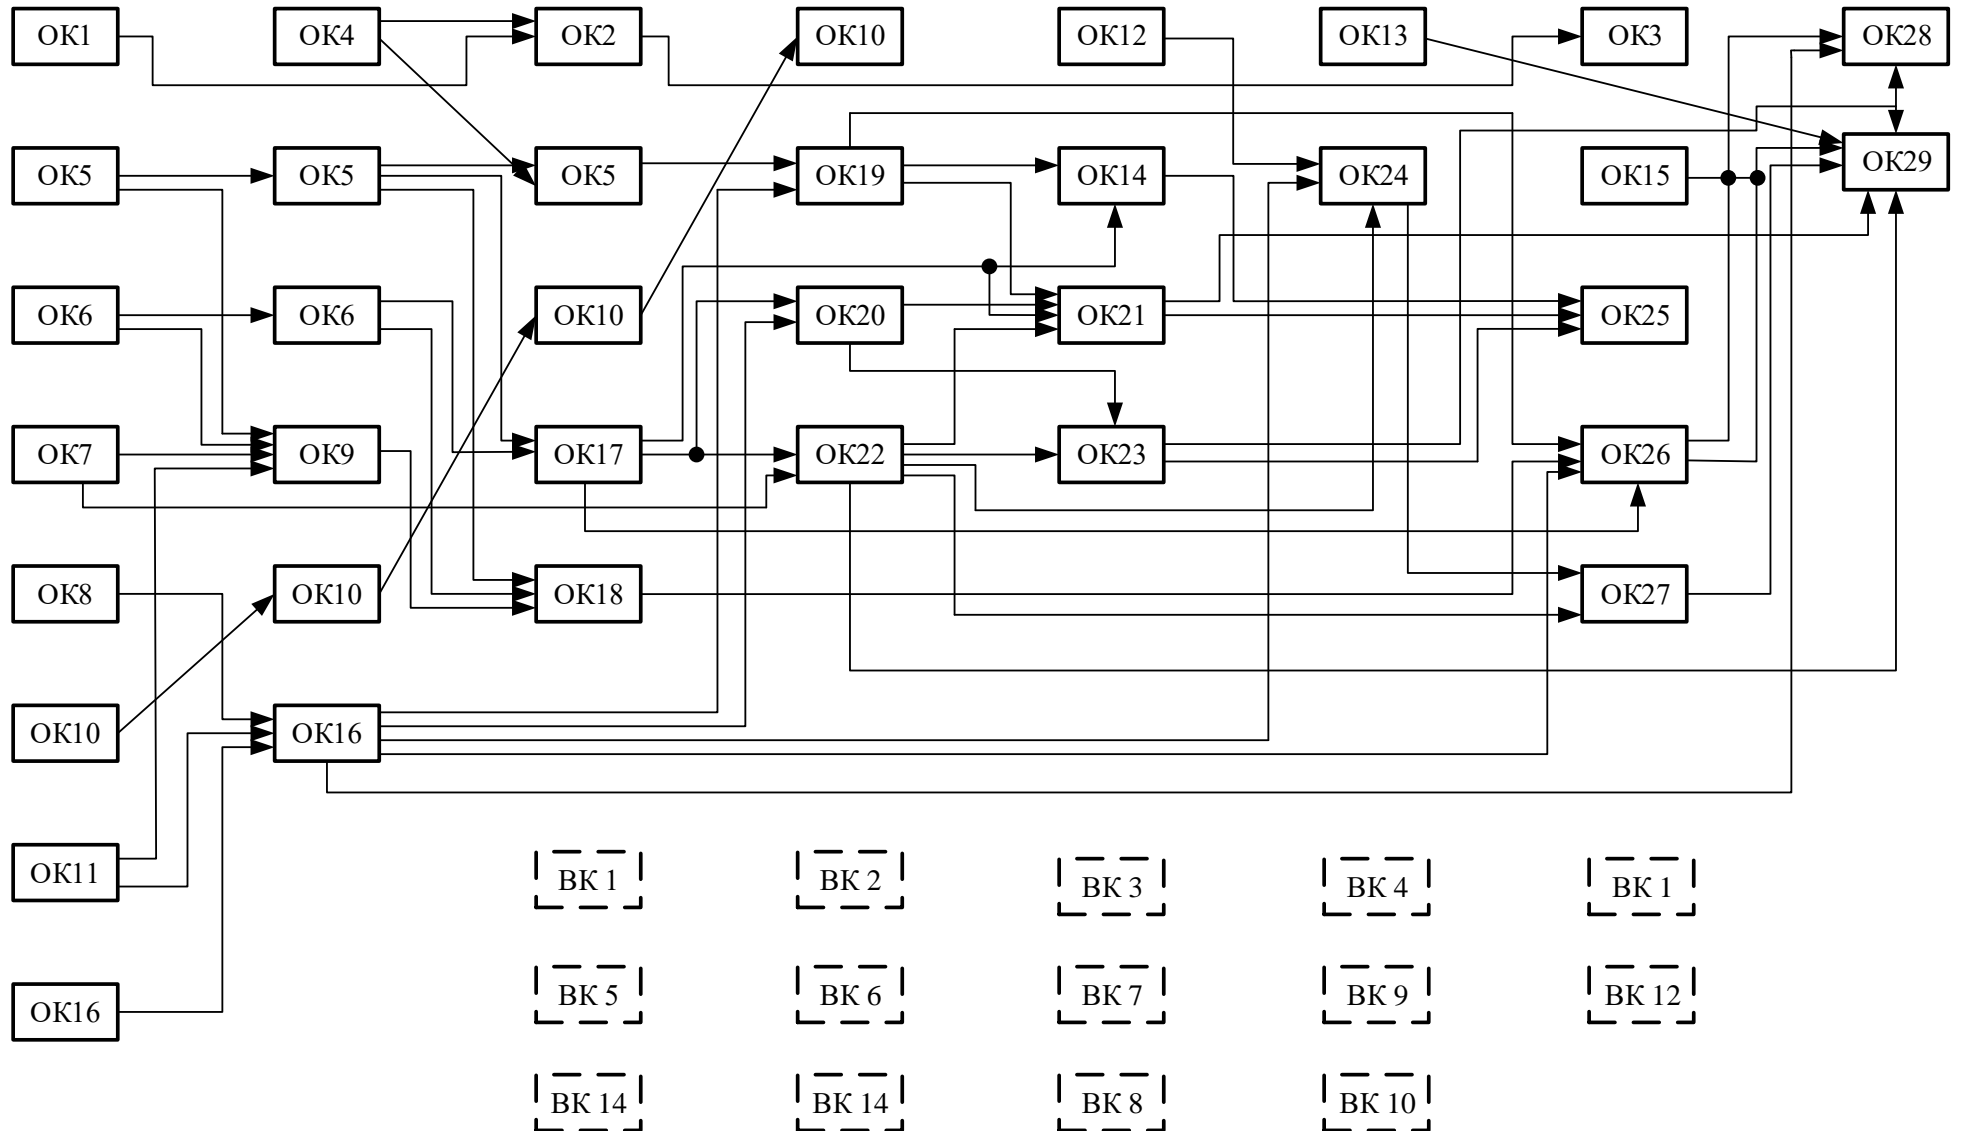 ОК1 ОК4 ОК2 ОК10 ОК12 ОК13 ОК3 ОК28
ОК5 ОК5 ОК5 ОК19 ОК14 ОК24 ОК15 ОК29
ОК6 ОК6 ОК10 ОК20 ОК21 ОК25
ОК7 ОК9 ОК17 ОК22 ОК23 ОК26
ОК8 ОК10 ОК18 ОК27
ОК10 ОК16
ОК11 ВК 1 ВК 2 ВК 3 ВК 4 ВК 1
ОК16 ВК 5 ВК 6 ВК 7 ВК 9 ВК 12
ВК 14 ВК 14 ВК 8 ВК 10